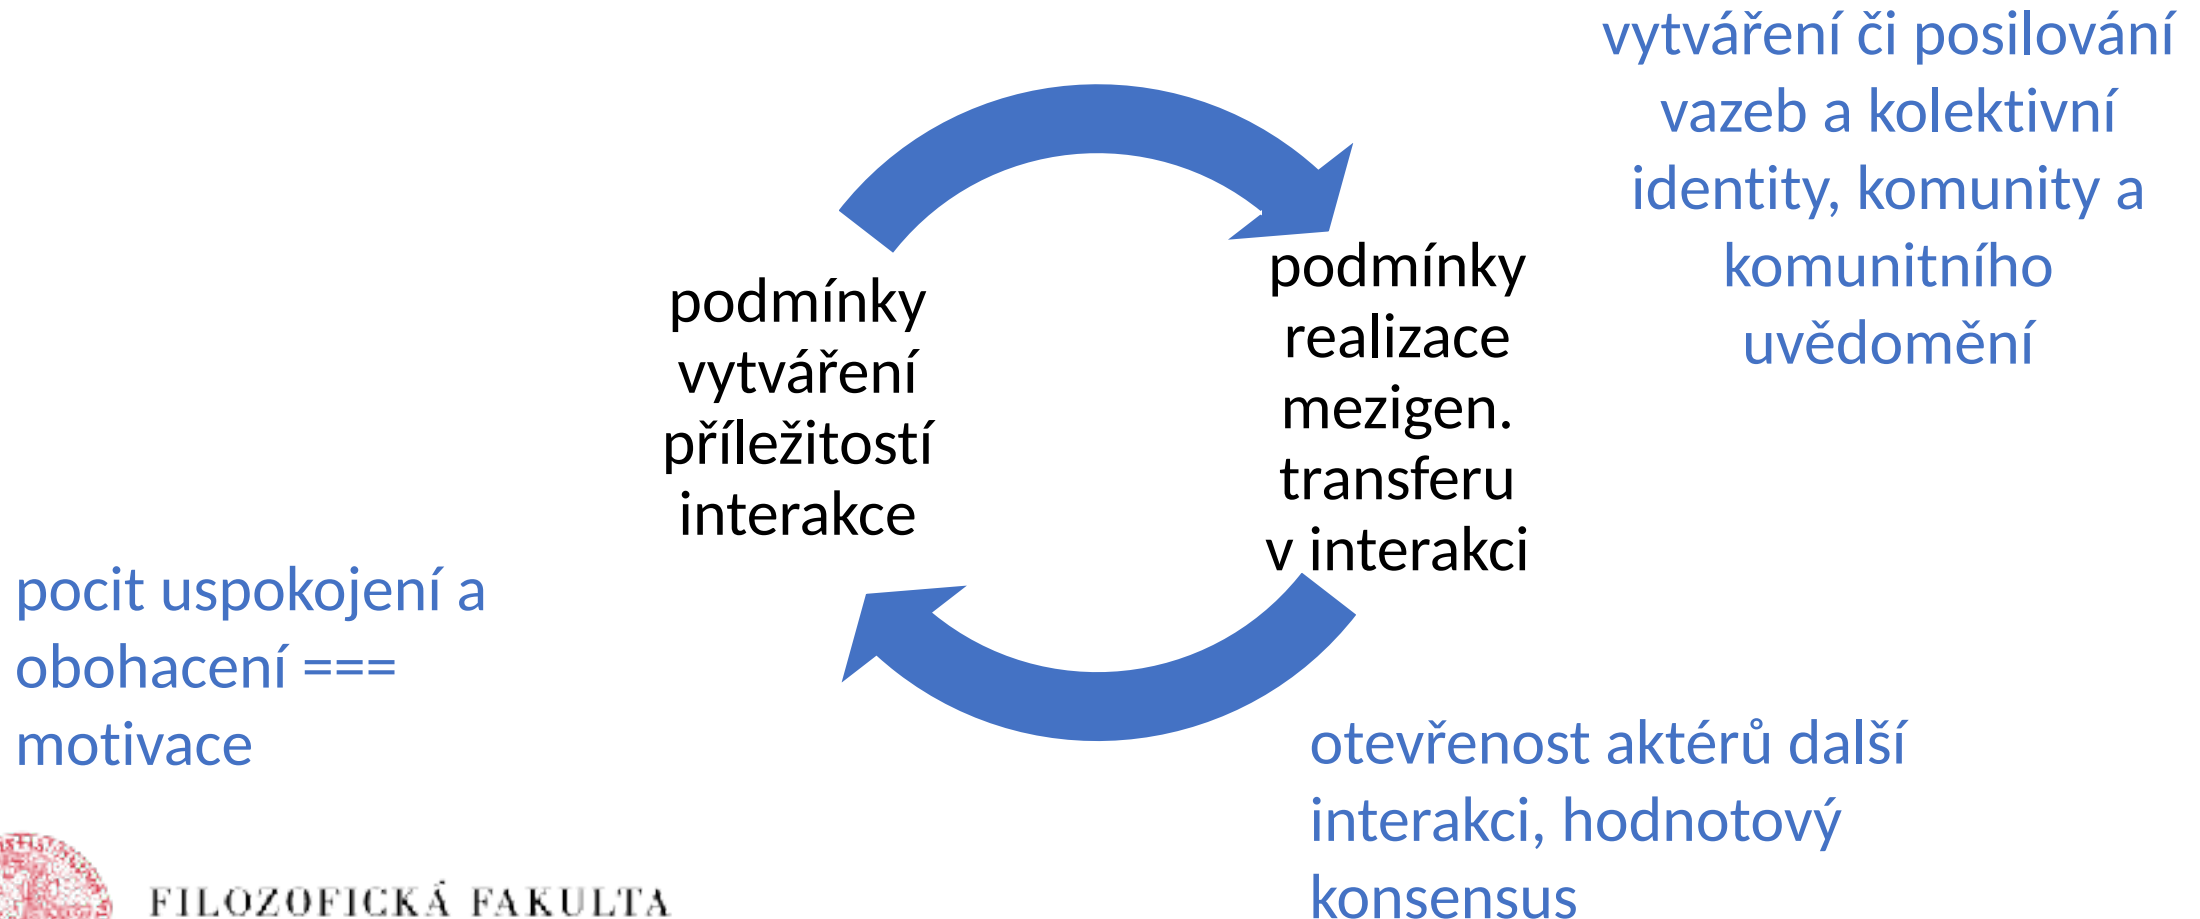 vytváření či posilování
vazeb a kolektivní
identity, komunity a
komunitního
uvědomění
podmínky
vytváření
příležitostí
interakce
podmínky
realizace
mezigen.
transferu
v interakci
pocit uspokojení a
obohacení ===
motivace
otevřenost aktérů další
interakci, hodnotový
konsensus
FILOZOFICKÁ FAKULTA